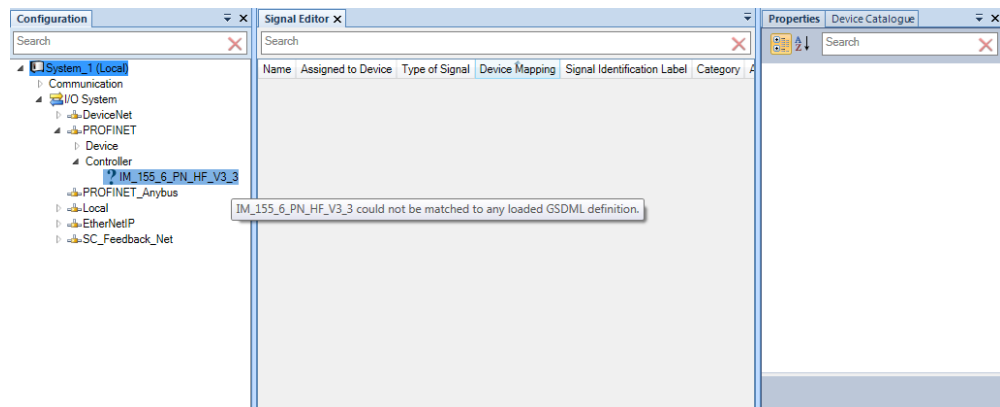 Configuration
Search
System_1 (Local)
Communication
I/O System
DeviceNet
PROFINET
Device
Controller
? IM_155_6_PN_HF_V3_3
PROFINET_Anybus
Local
EtherNetIP
SC_Feedback_Net
Signal Editor
Search
Name Assigned to Device Type of Signal Device Mapping Signal Identification Label Category A
IM_155_6_PN_HF_V3_3 could not be matched to any loaded GSDML definition.
Properties Device Catalogue
Search